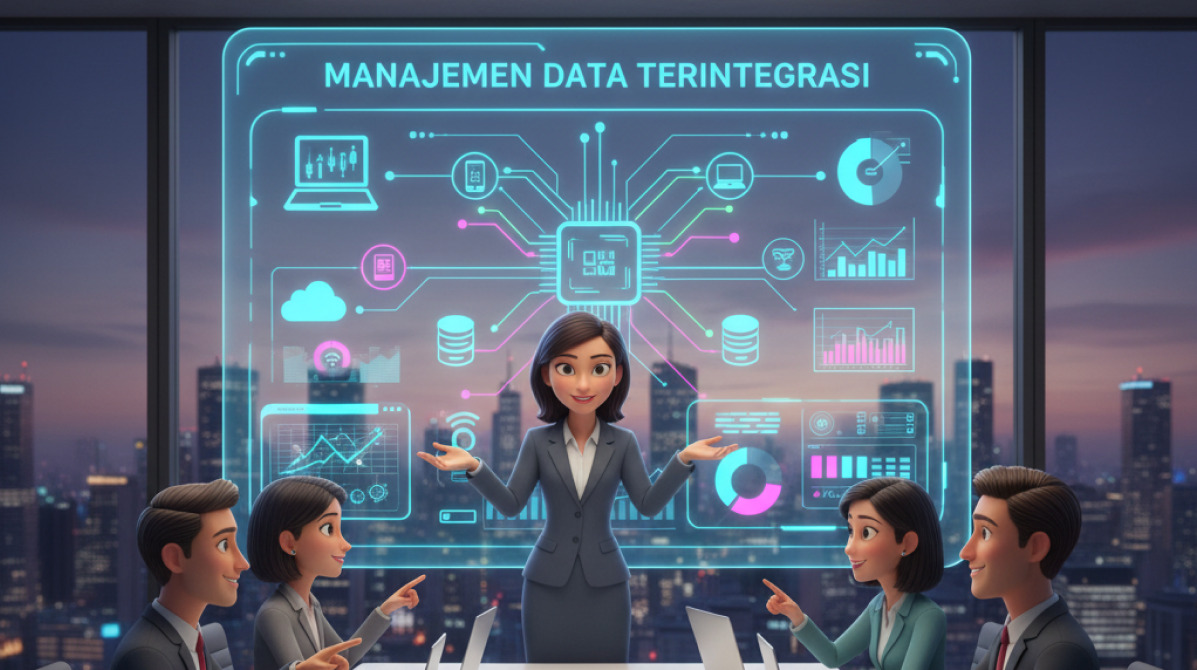 MANAJEMEN DATA TERINTEGRASI